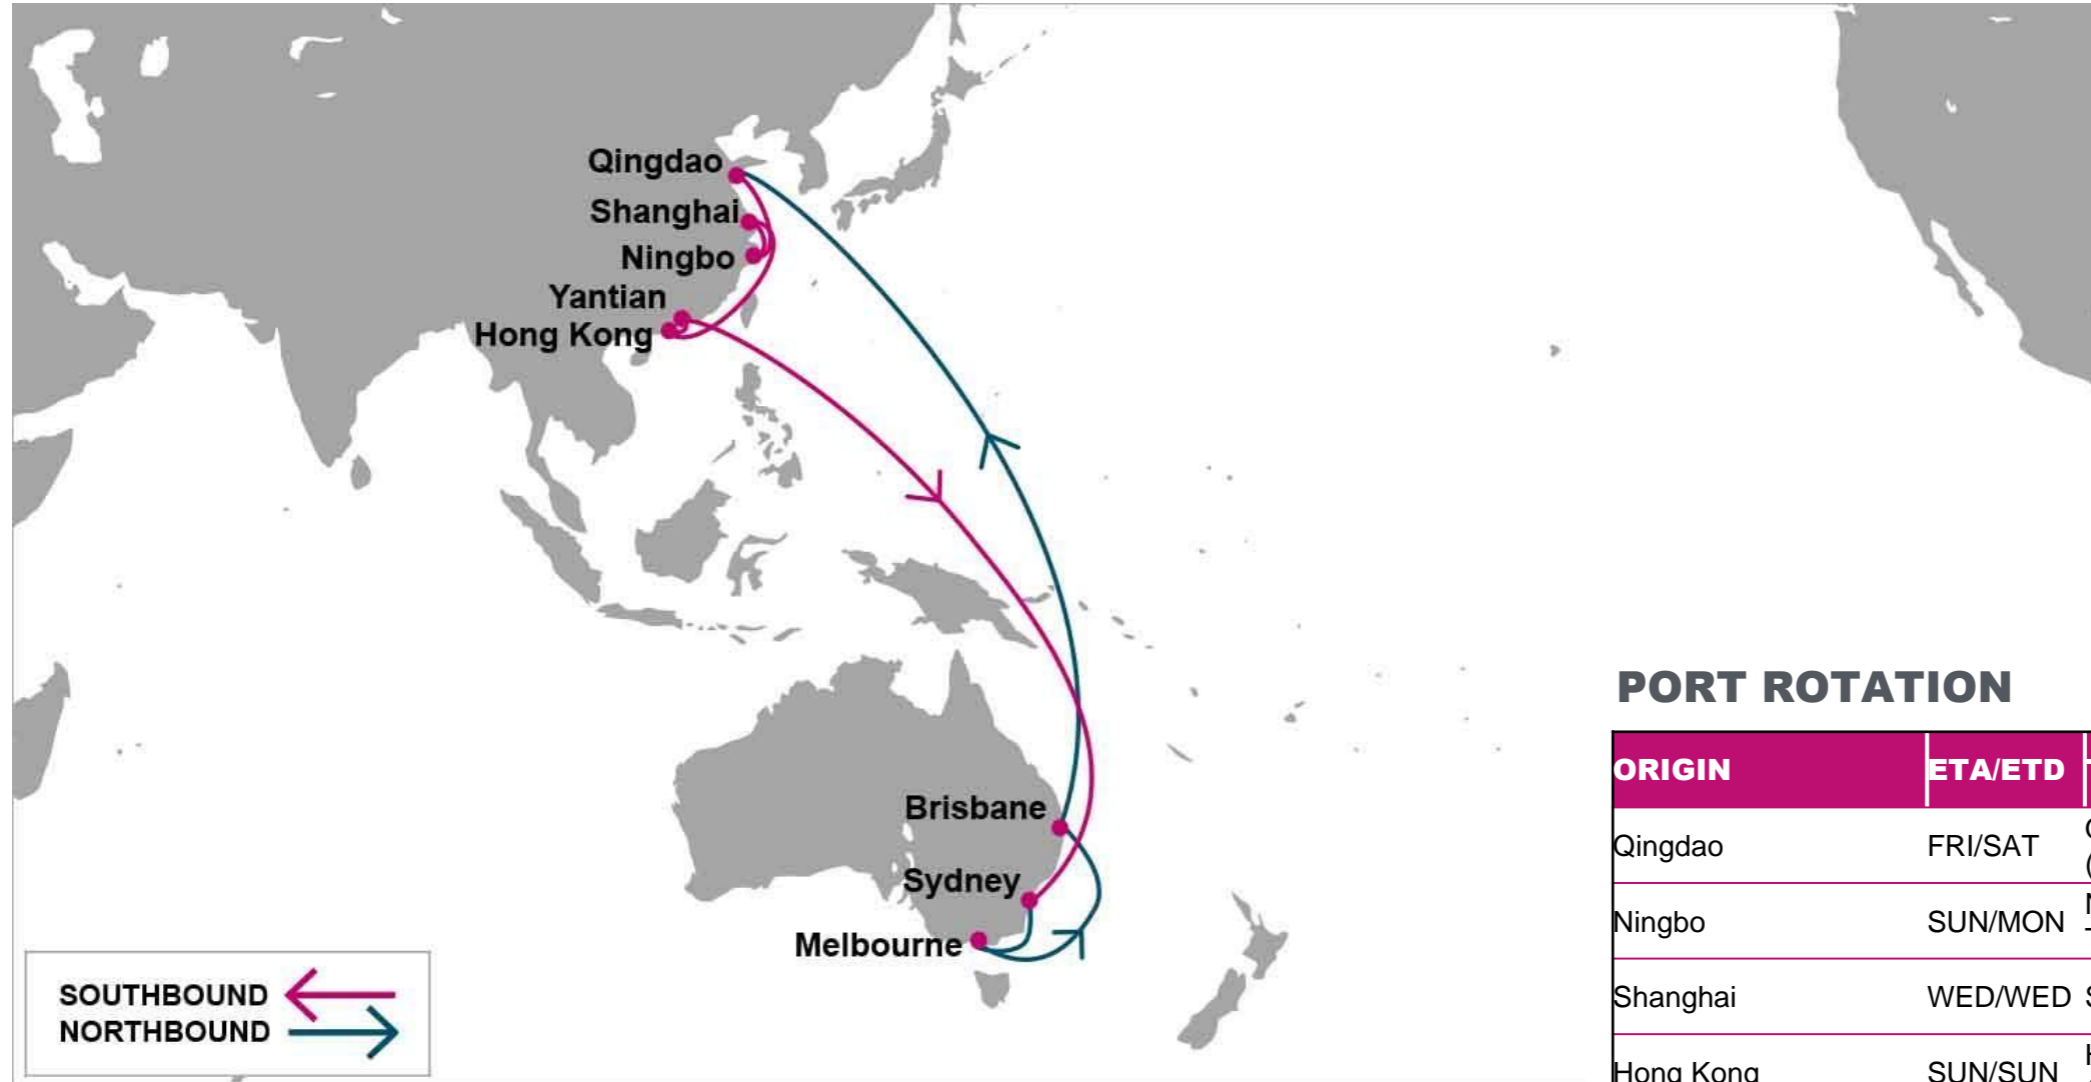 Qingdao
Shanghai
Ningbo
Yantian
Hong Kong
Brisbane
Sydney
Melbourne
SOUTHBOUND
NORTHBOUND
PORT ROTATION
ORIGIN ETA/ETD
Qingdao FRI/SAT
Ningbo SUN/MON
Shanghai WED/WED
Hong Kong SUN/SUN